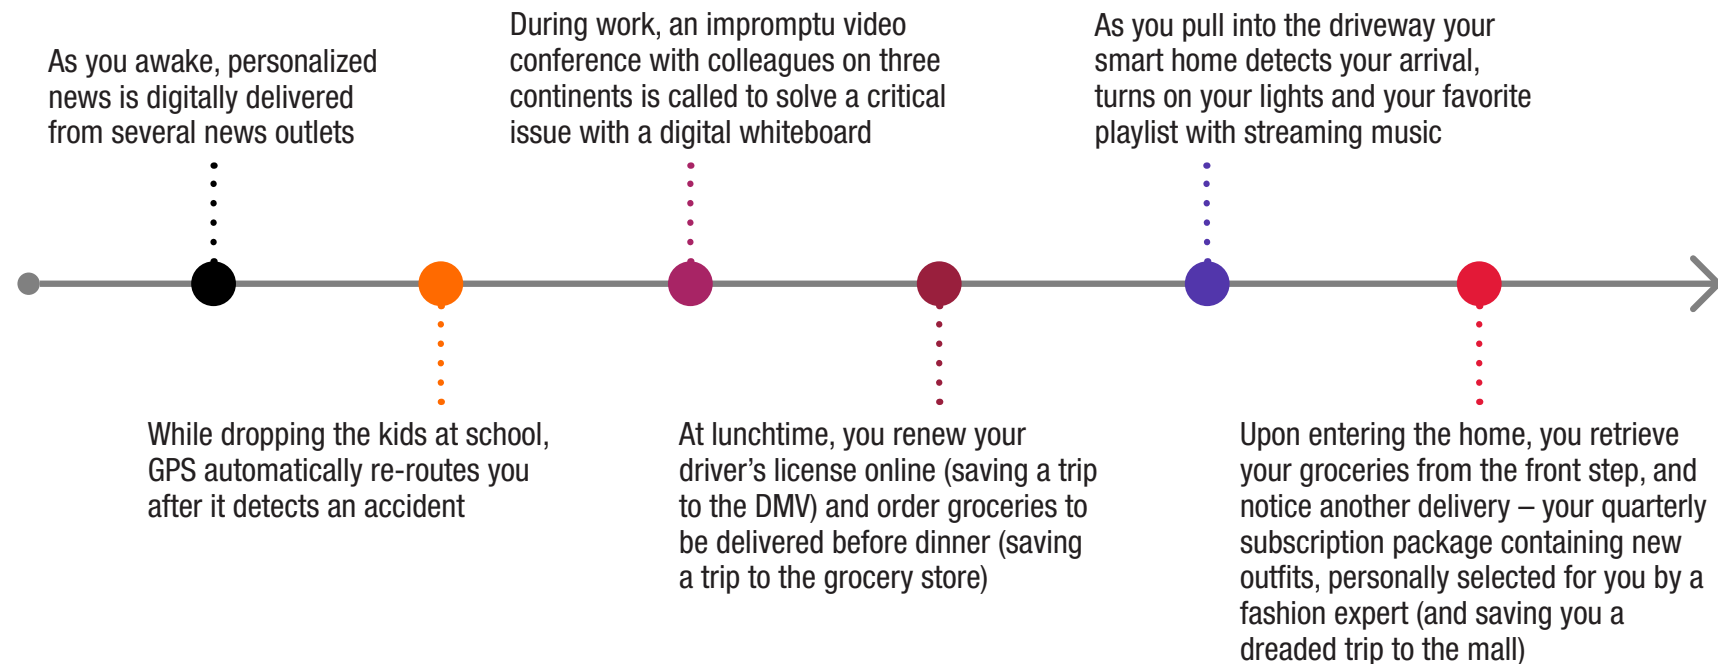 As you awake, personalized
news is digitally delivered
from several news outlets
While dropping the kids at school,
GPS automatically re-routes you
after it detects an accident
During work, an impromptu video
conference with colleagues on three
continents is called to solve a critical
issue with a digital whiteboard
At lunchtime, you renew your
driver’s license online (saving a trip
to the DMV) and order groceries to
be delivered before dinner (saving
a trip to the grocery store)
As you pull into the driveway your
smart home detects your arrival,
turns on your lights and your favorite
playlist with streaming music
Upon entering the home, you retrieve
your groceries from the front step, and
notice another delivery – your quarterly
subscription package containing new
outfits, personally selected for you by a
fashion expert (and saving you a
dreaded trip to the mall)